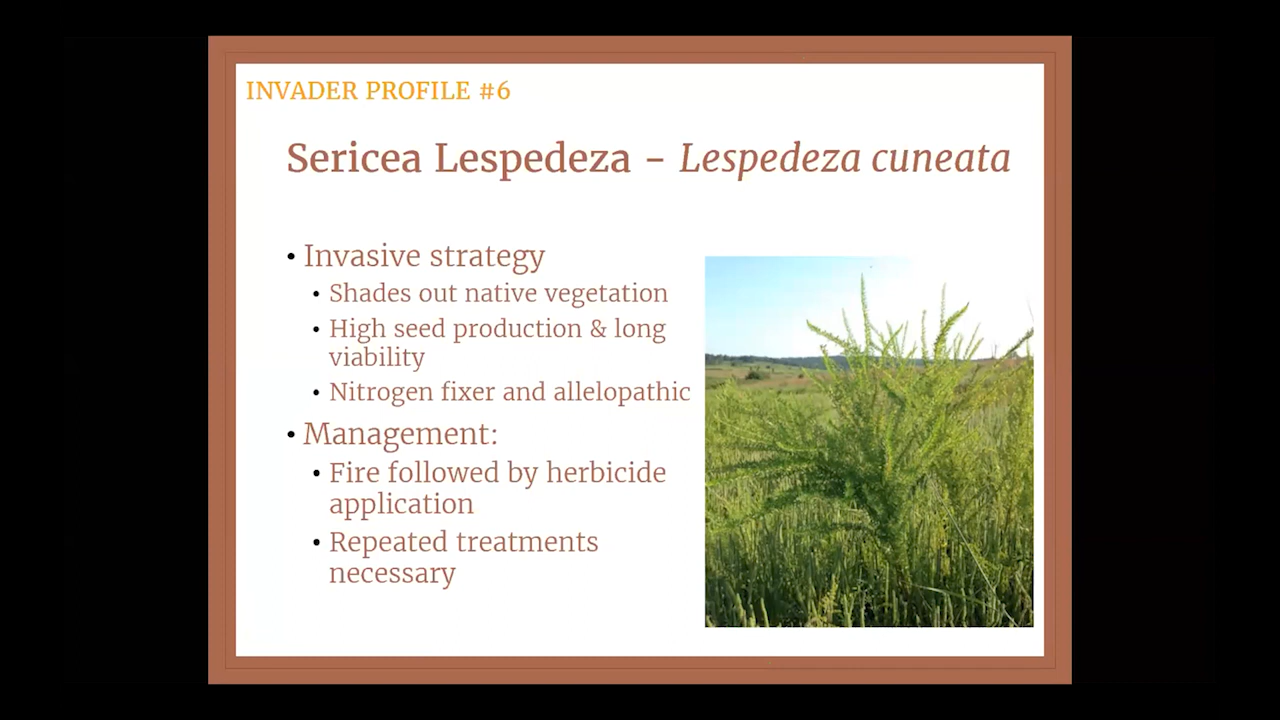 INVADER PROFILE #6
Sericea Lespedeza - Lespedeza cuneata
• Invasive strategy
• Shades out native vegetation
• High seed production & long
viability
• Nitrogen fixer and allelopathic
• Management:
• Fire followed by herbicide
application
• Repeated treatments
necessary